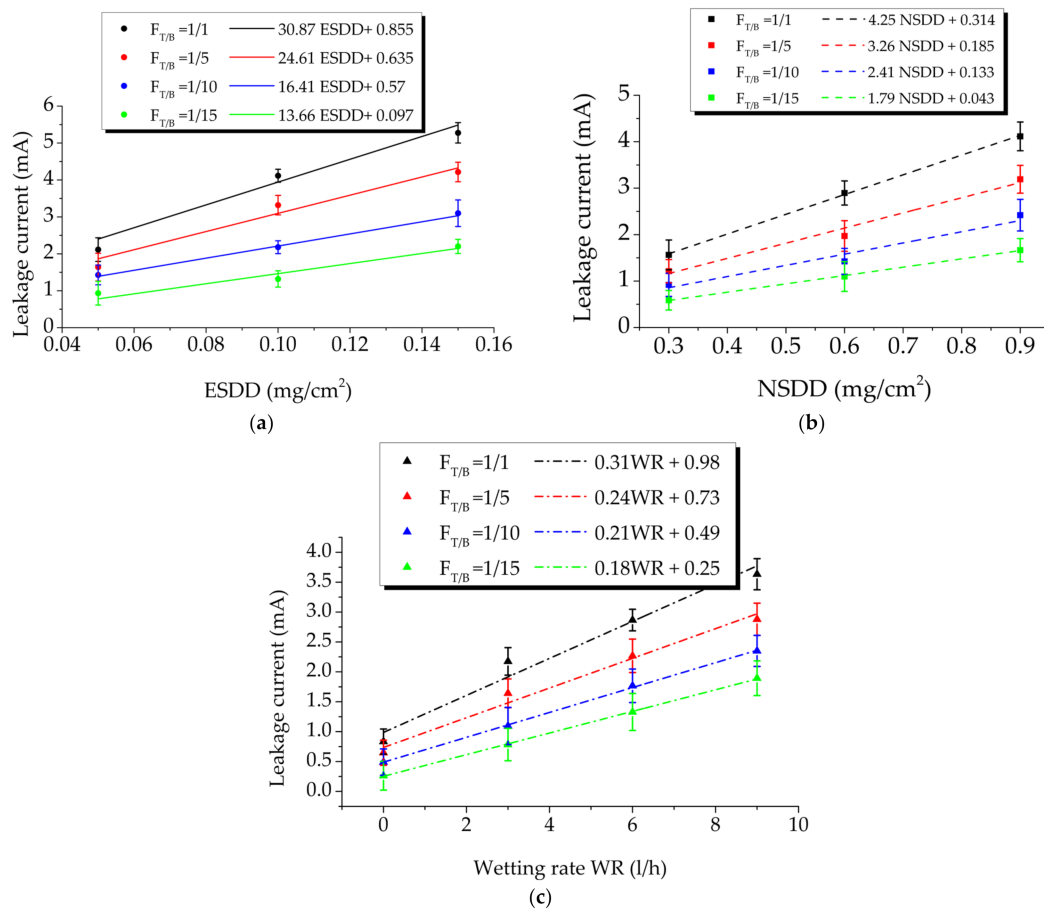 F_T/B =1/1 30.87 ESDD+ 0.855
F_T/B =1/5 24.61 ESDD+ 0.635
F_T/B =1/10 16.41 ESDD+ 0.57
F_T/B =1/15 13.66 ESDD+ 0.097
Leakage current (mA)
6
5
4
3
2
1
0
0.04 0.06 0.08 0.10 0.12 0.14 0.16
ESDD (mg/cm²)
(a)
F_T/B =1/1 4.25 NSDD + 0.314
F_T/B =1/5 3.26 NSDD + 0.185
F_T/B =1/10 2.41 NSDD + 0.133
F_T/B =1/15 1.79 NSDD + 0.043
Leakage current (mA)
5
4
3
2
1
0
0.3 0.4 0.5 0.6 0.7 0.8 0.9
NSDD (mg/cm²)
(b)
F_T/B =1/1 0.31WR + 0.98
F_T/B =1/5 0.24WR + 0.73
F_T/B =1/10 0.21WR + 0.49
F_T/B =1/15 0.18WR + 0.25
Leakage current (mA)
4.0
3.5
3.0
2.5
2.0
1.5
1.0
0.5
0.0
0 2 4 6 8 10
Wetting rate WR (l/h)
(c)